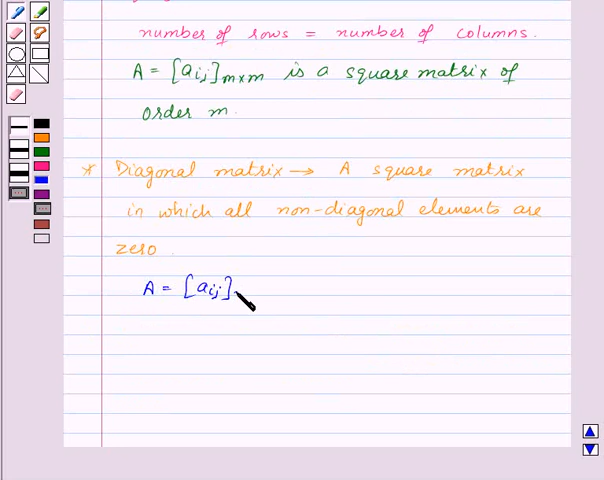 number of rows = number of columns.
A = [aij]m×m is a square matrix of
order m.
* Diagonal matrix → A square matrix
in which all non-diagonal elements are
zero.
A = [aij]